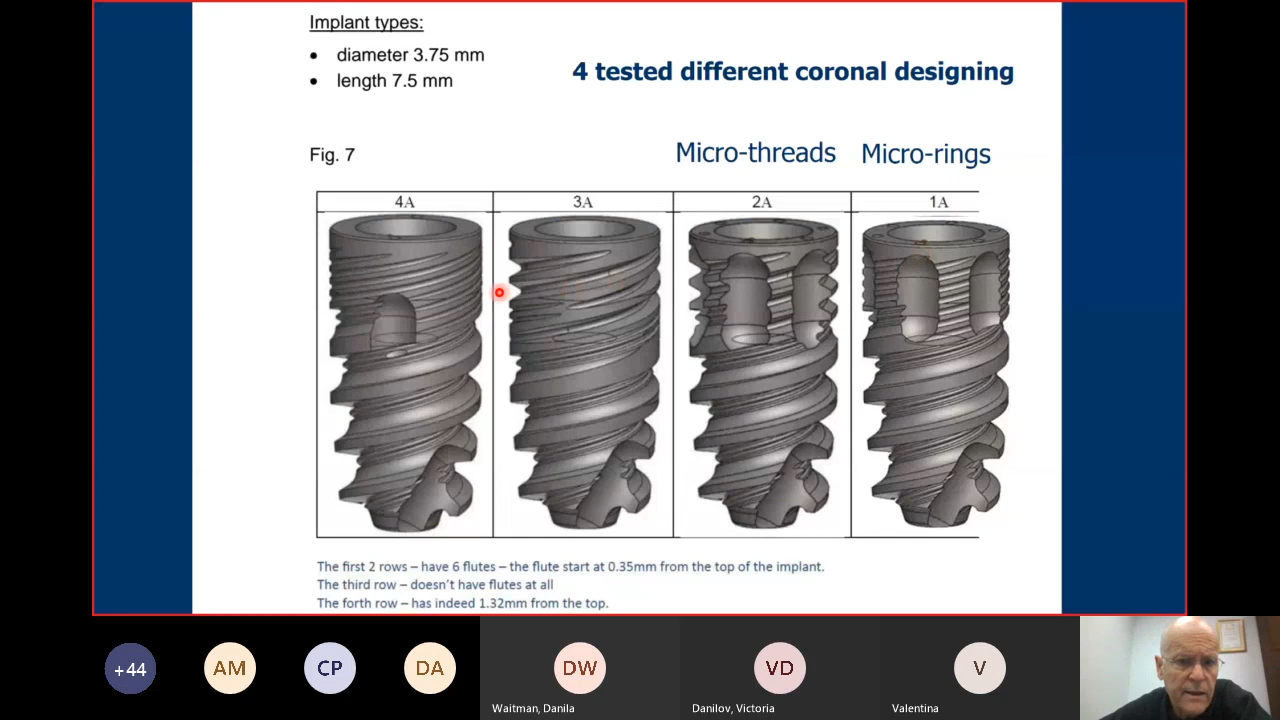 Implant types:
• diameter 3.75 mm
• length 7.5 mm
4 tested different coronal designing
Fig. 7
Micro-threads Micro-rings
4A 3A 2A 1A
The first 2 rows – have 6 flutes – the flute start at 0.35mm from the top of the implant.
The third row – doesn't have flutes at all
The forth row – has indeed 1.32mm from the top.
+44 AM CP DA DW VD V
Waitman, Danila Danilov, Victoria Valentina